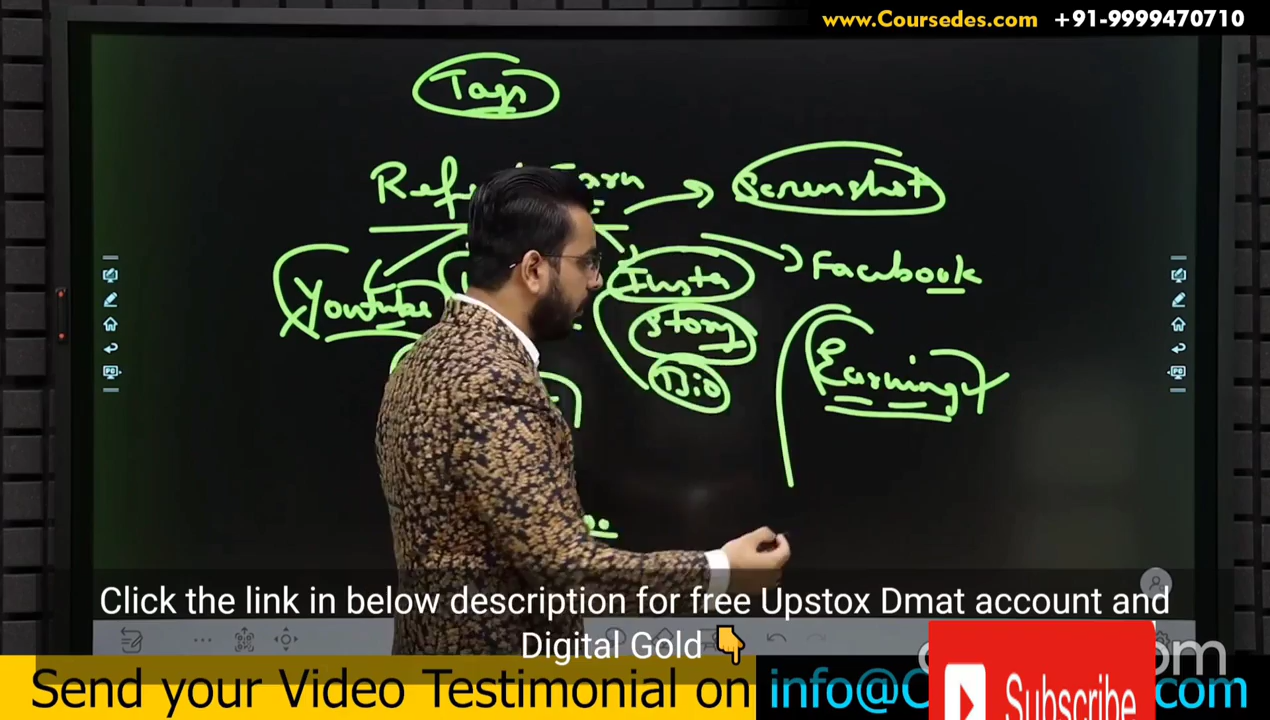 www.Coursedes.com +91-9999470710
Tags
Screenshot
Youtube
Insta
Facebook
Story
Bio
Earning
Click the link in below description for free Upstox Dmat account and
Digital Gold 👇
Send your Video Testimonial on info@C
com
Subscribe